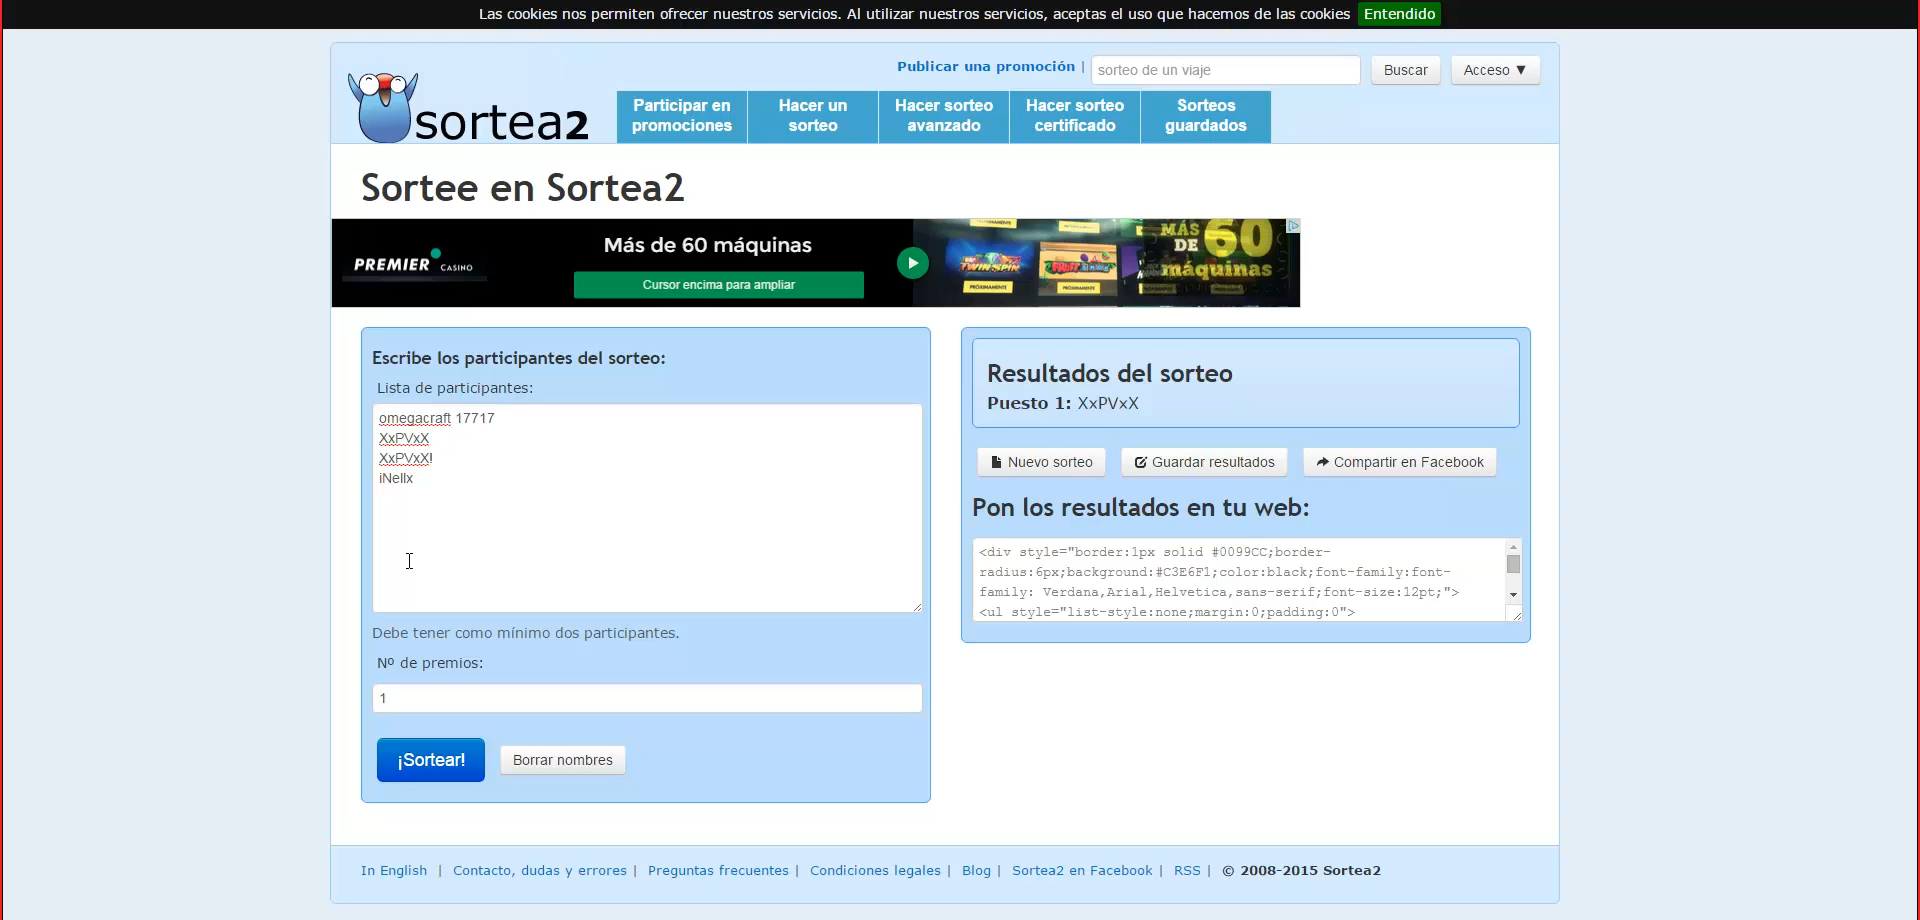 Las cookies nos permiten ofrecer nuestros servicios. Al utilizar nuestros servicios, aceptas el uso que hacemos de las cookies Entendido
Publicar una promoción |
sorteo de un viaje
Buscar
Acceso ▼
sortea2
Participar en promociones
Hacer un sorteo
Hacer sorteo avanzado
Hacer sorteo certificado
Sorteos guardados
Sortee en Sortea2
PREMIER CASINO
Más de 60 máquinas
Cursor encima para ampliar
TWIN SPIN
PRÓXIMAMENTE
PRÓXIMAMENTE
MÁS DE 60 máquinas
Escribe los participantes del sorteo:
Lista de participantes:
omegacraft 17717
XxPVxX
XxPVxX!
iNellx
Debe tener como mínimo dos participantes.
Nº de premios:
1
¡Sortear!
Borrar nombres
Resultados del sorteo
Puesto 1: XxPVxX
Nuevo sorteo
Guardar resultados
Compartir en Facebook
Pon los resultados en tu web:
<div style="border:1px solid #0099CC;border-
radius:6px;background:#C3E6F1;color:black;font-family:font-
family: Verdana,Arial,Helvetica,sans-serif;font-size:12pt;">
<ul style="list-style:none;margin:0;padding:0">
In English | Contacto, dudas y errores | Preguntas frecuentes | Condiciones legales | Blog | Sortea2 en Facebook | RSS | © 2008-2015 Sortea2